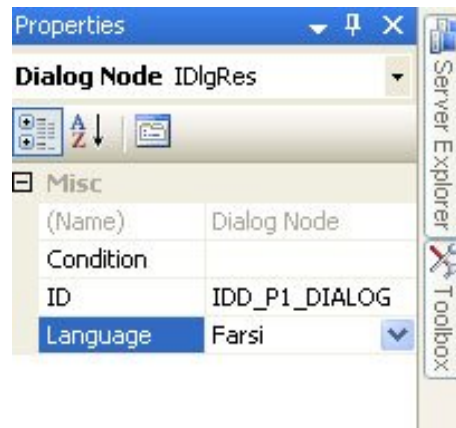 Properties
Dialog Node IDlgRes
Misc
(Name) Dialog Node
Condition
ID IDD_P1_DIALOG
Language Farsi
Server Explorer
Toolbox